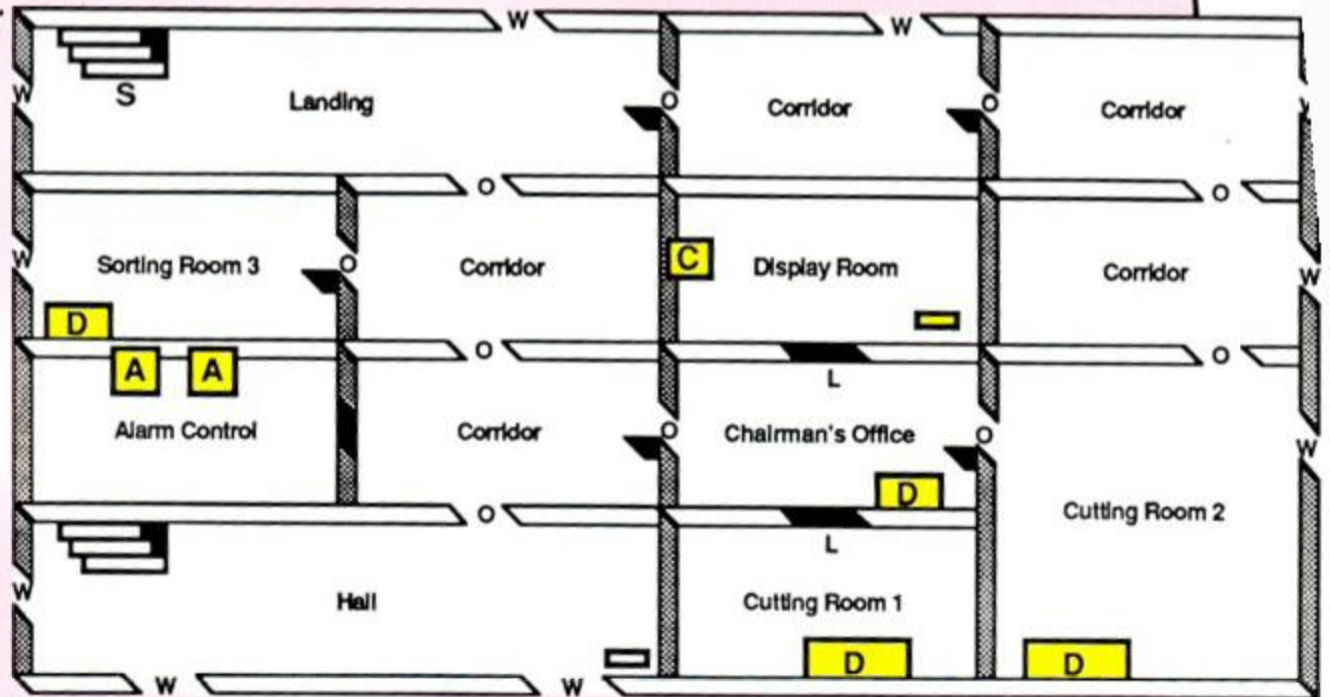 W W
W S Landing O Corridor O Corridor
O O
W Sorting Room 3 O Corridor C Display Room Corridor W
D
O L O
A A
Alarm Control Corridor O Chairman's Office O W
D
O L Cutting Room 2
W Hall Cutting Room 1
D D
W W